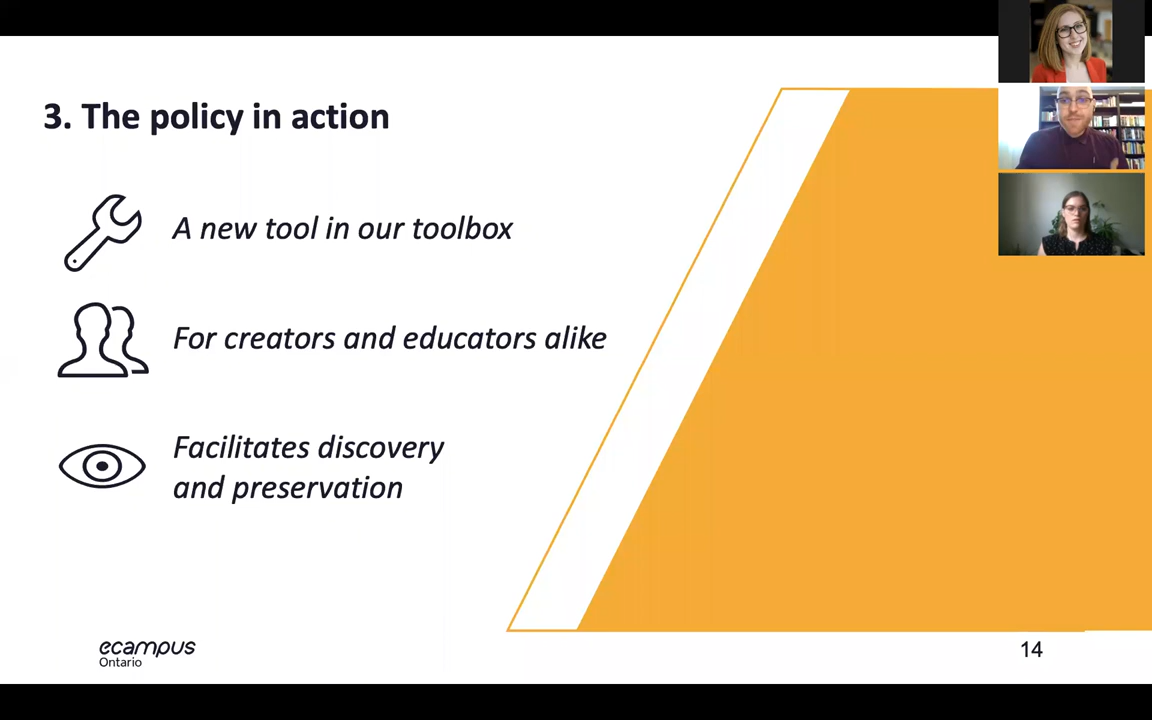 3. The policy in action
A new tool in our toolbox
For creators and educators alike
Facilitates discovery
and preservation
ecampus
Ontario
14